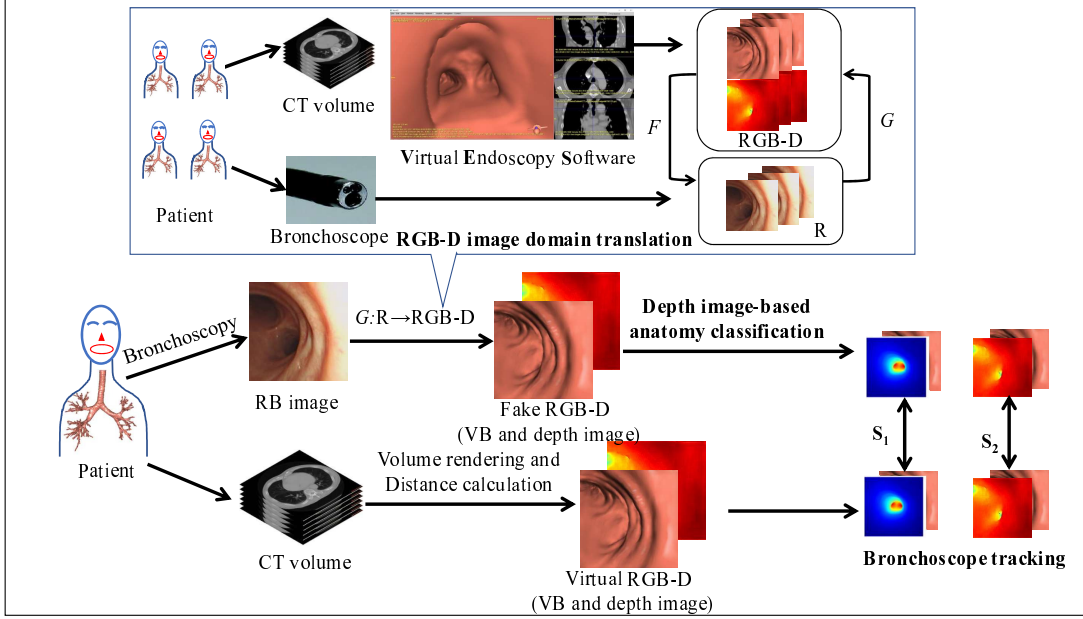 CT volume
Virtual Endoscopy Software
RGB-D
F
G
Patient
Bronchoscope
R
RGB-D image domain translation
Bronchoscopy
G:R→RGB-D
Depth image-based
anatomy classification
RB image
Fake RGB-D
(VB and depth image)
S1
S2
Patient
Volume rendering and
Distance calculation
CT volume
Virtual RGB-D
(VB and depth image)
Bronchoscope tracking